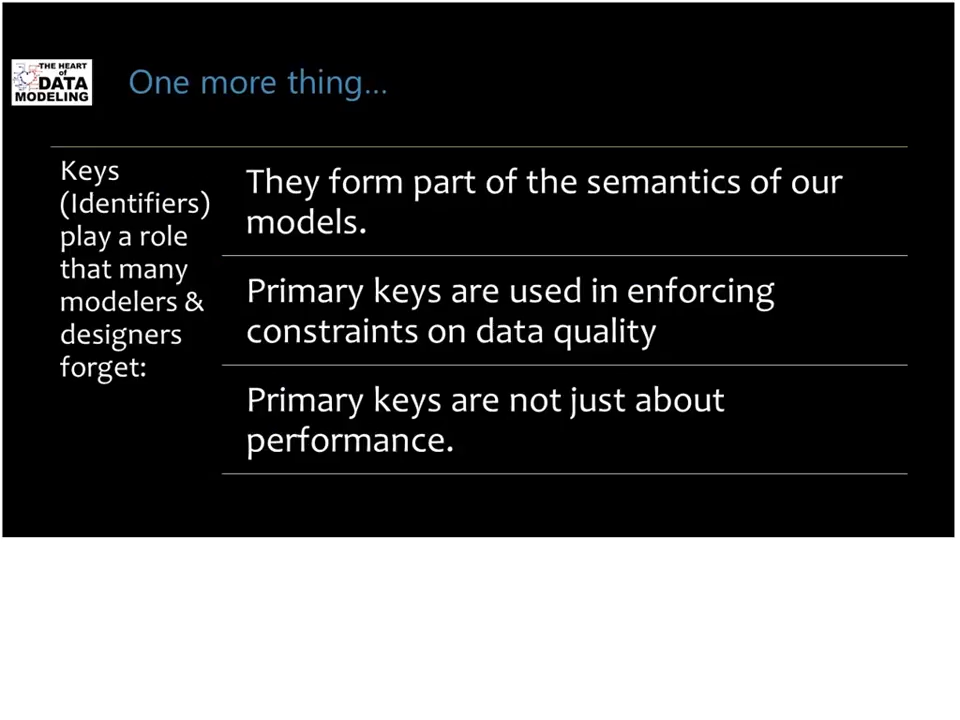 THE HEART
of
DATA
MODELING
One more thing...
Keys
(Identifiers)
play a role
that many
modelers &
designers
forget:
They form part of the semantics of our
models.
Primary keys are used in enforcing
constraints on data quality
Primary keys are not just about
performance.